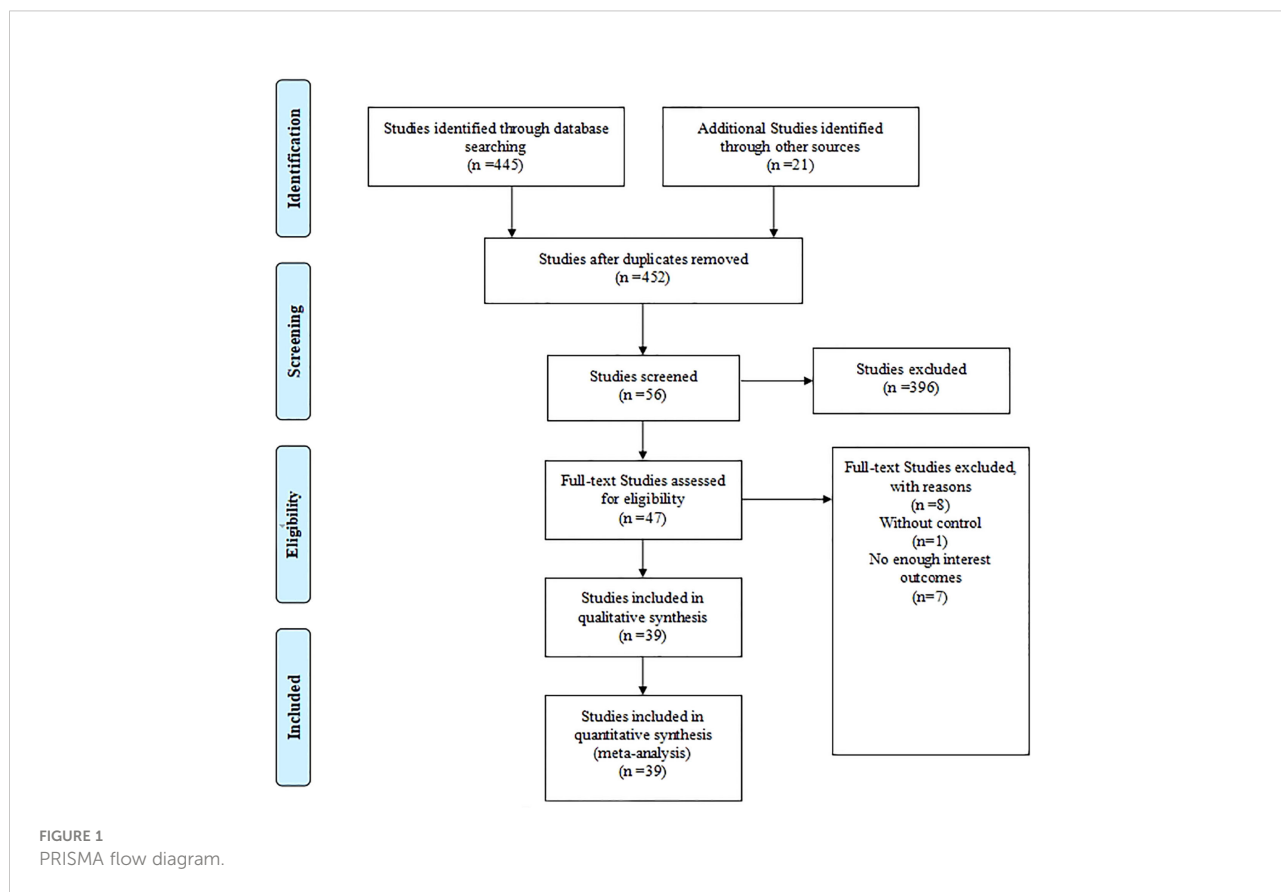 Identification
Studies identified through database
searching
(n =445)
Additional Studies identified
through other sources
(n =21)
Studies after duplicates removed
(n =452)
Screening
Studies screened
(n =56)
Studies excluded
(n =396)
Eligibility
Full-text Studies assessed
for eligibility
(n =47)
Full-text Studies excluded,
with reasons
(n =8)
Without control
(n=1)
No enough interest
outcomes
(n=7)
Studies included in
qualitative synthesis
(n =39)
Included
Studies included in
quantitative synthesis
(meta-analysis)
(n =39)
FIGURE 1
PRISMA flow diagram.